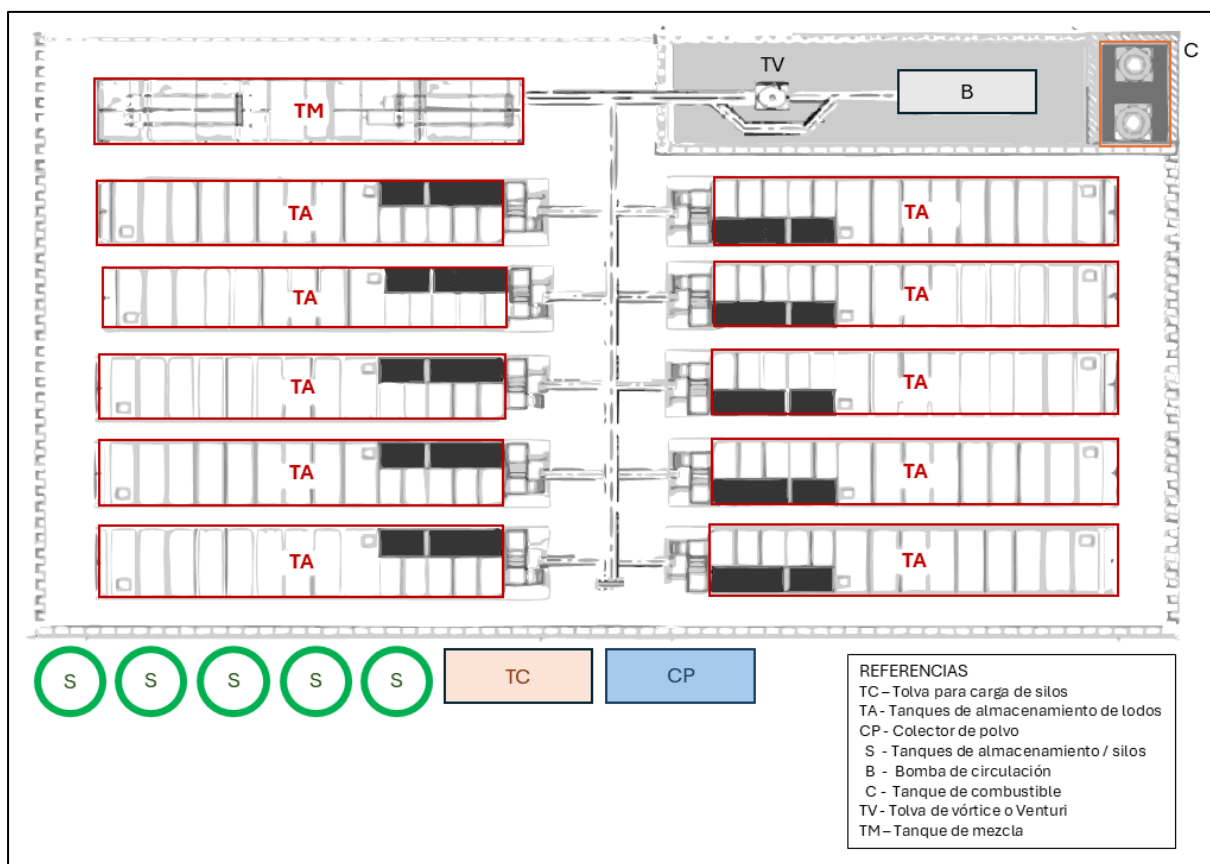 C
TV
B
TM
TA
TA
TA
TA
TA
TA
TA
TA
TA
TA
S
S
S
S
S
TC
CP
REFERENCIAS
TC – Tolva para carga de silos
TA - Tanques de almacenamiento de lodos
CP - Colector de polvo
S - Tanques de almacenamiento / silos
B - Bomba de circulación
C - Tanque de combustible
TV - Tolva de vórtice o Venturi
TM – Tanque de mezcla